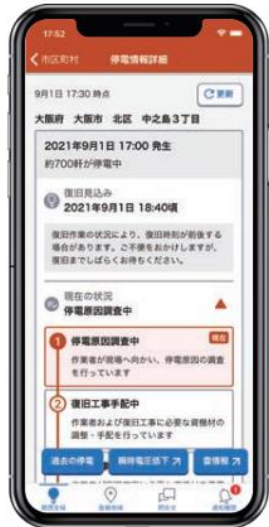 17:52
市区町村
停電情報詳細
9月1日 17:30 時点
更新
大阪府 大阪市 北区 中之島3丁目
2021年9月1日 17:00 発生
約700軒が停電中
復旧見込み
2021年9月1日 18:40頃
復旧作業の状況により、復旧時刻が前後する
場合があります。ご不便をおかけしますが、
復旧までしばらくお待ちください。
現在の状況
停電原因調査中
1 停電原因調査中
現在
作業者が現場へ向かい、停電原因の調査
を行っています
2 復旧工事手配中
作業者および復旧工事に必要な資機材の
調整・手配を行っています
過去の停電
瞬時電圧低下
雷情報